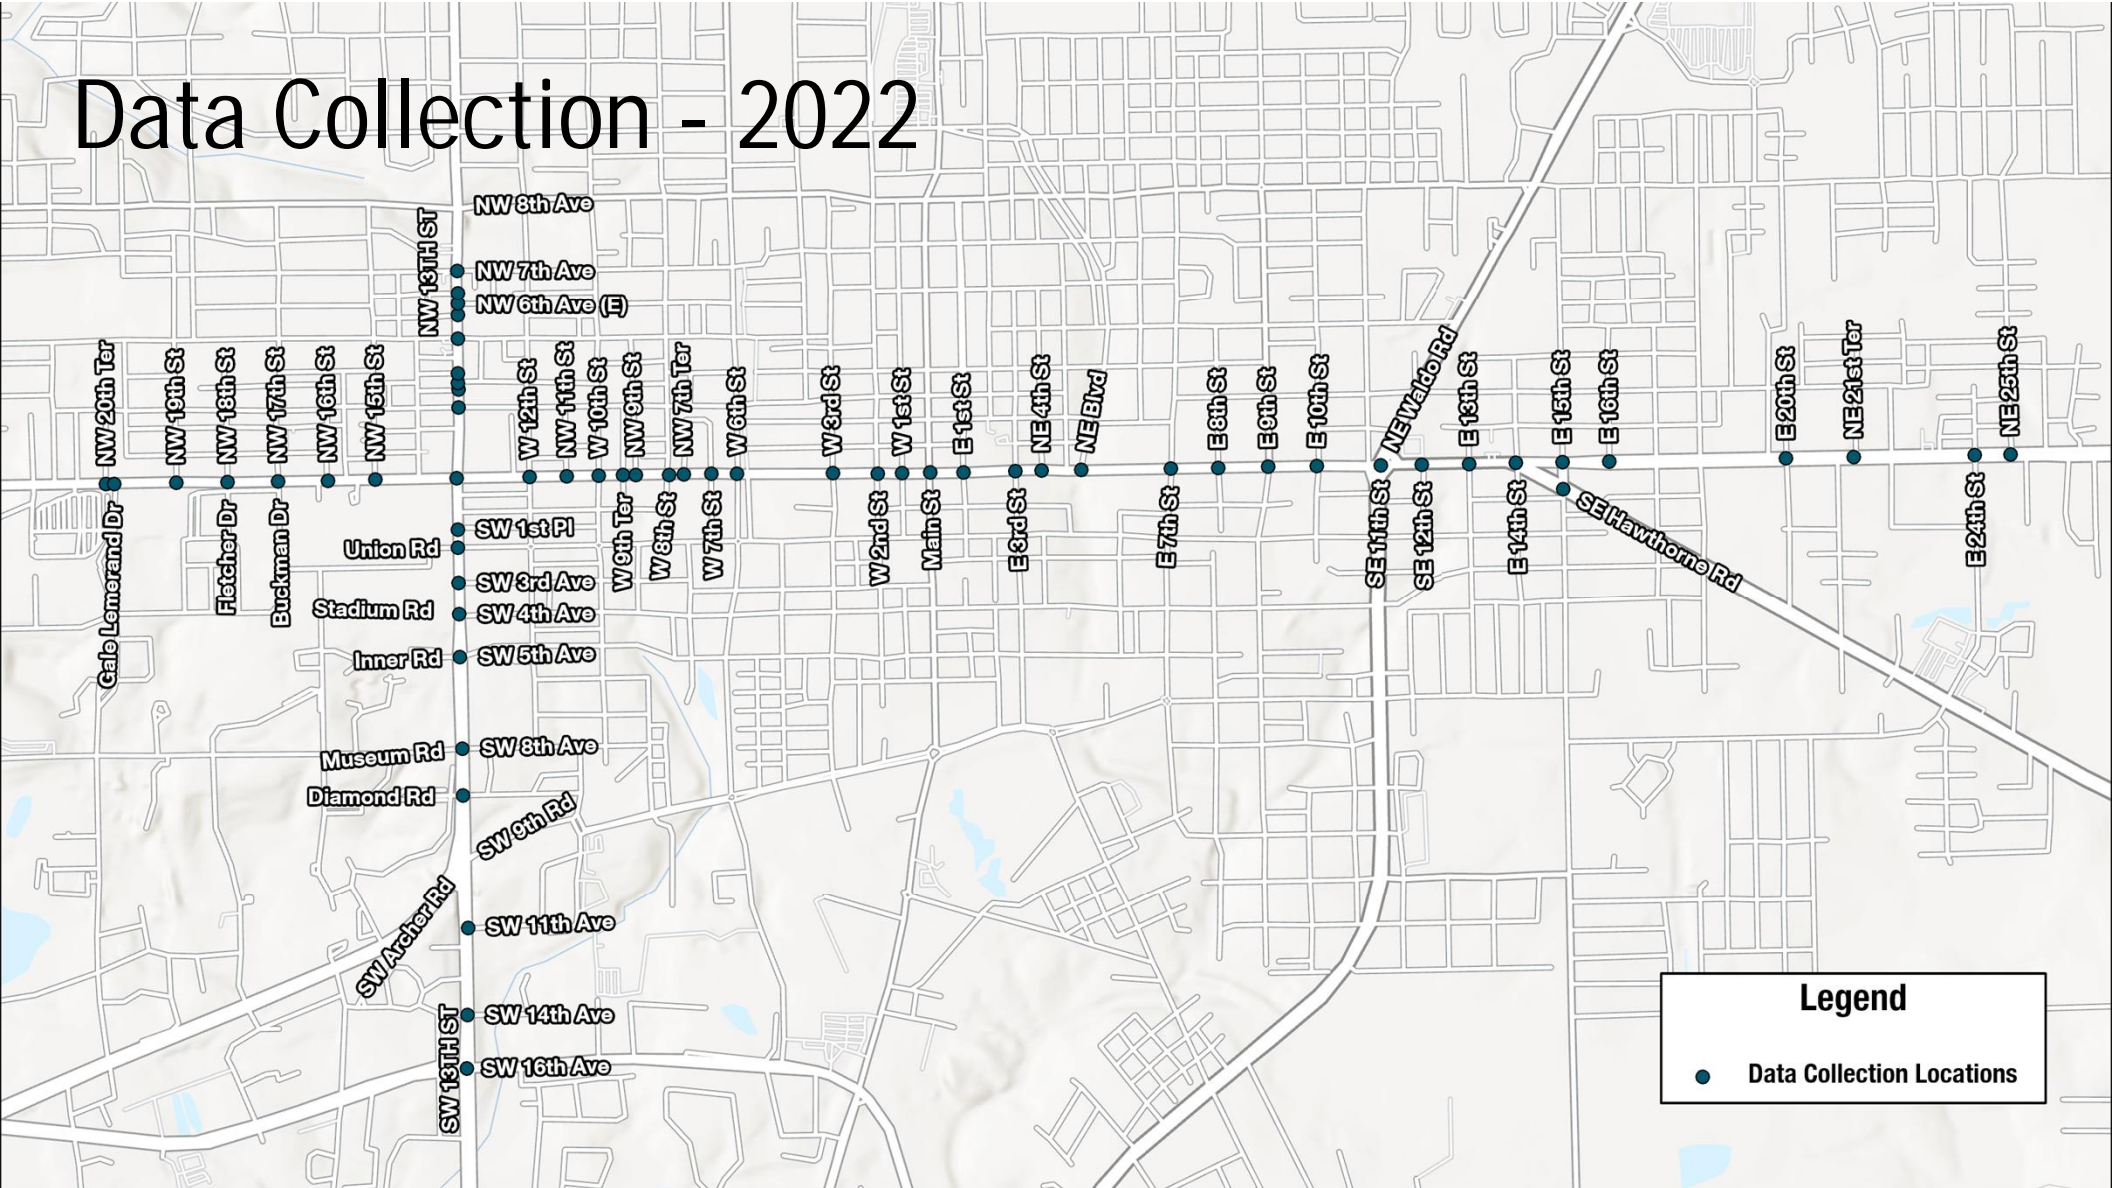 Data Collection - 2022
NW 8th Ave
NW 13TH ST
NW 7th Ave
NW 6th Ave (E)
NW 20th Ter
NW 19th St
NW 18th St
NW 17th St
NW 16th St
NW 15th St
W 12th St
NW 11th St
W 10th St
NW 9th St
NW 7th Ter
W 6th St
W 3rd St
W 1st St
E 1st St
NE 4th St
NE Blvd
E 8th St
E 9th St
E 10th St
NE Waldo Rd
E 13th St
E 15th St
E 16th St
E 20th St
NE 21st Ter
NE 25th St
Gale Lemerand Dr
Fletcher Dr
Buckman Dr
W 9th Ter
W 8th St
W 7th St
W 2nd St
Main St
E 3rd St
E 7th St
SE 11th St
SE 12th St
E 14th St
SE Hawthorne Rd
E 24th St
SW 1st Pl
Union Rd
SW 3rd Ave
Stadium Rd
SW 4th Ave
Inner Rd
SW 5th Ave
Museum Rd
SW 8th Ave
Diamond Rd
SW 9th Rd
SW Archer Rd
SW 11th Ave
SW 13TH ST
SW 14th Ave
SW 16th Ave
Legend
Data Collection Locations